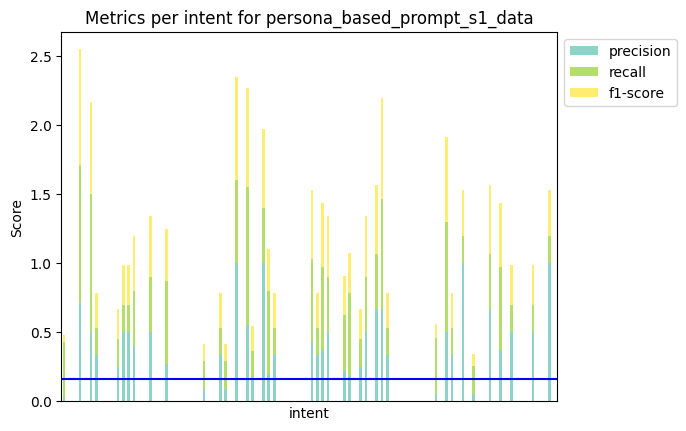 Metrics per intent for persona_based_prompt_s1_data
precision
recall
f1-score
2.5
2.0
1.5
1.0
0.5
0.0
Score
intent